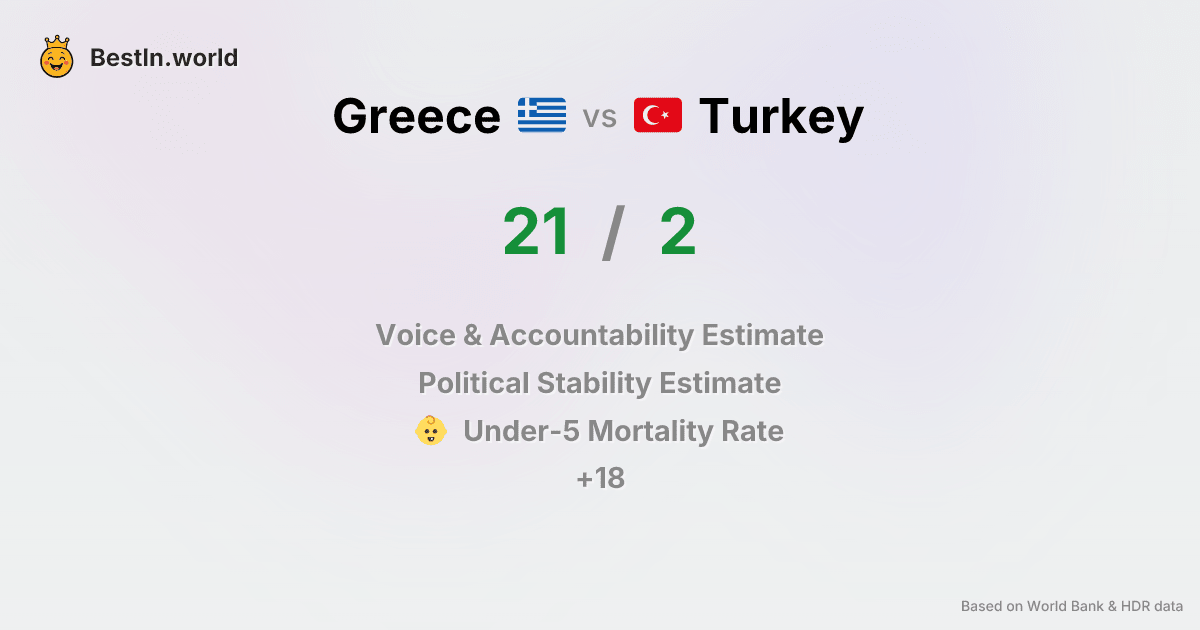 BestIn.world
Greece vs Turkey
21 / 2
Voice & Accountability Estimate
Political Stability Estimate
Under-5 Mortality Rate
+18
Based on World Bank & HDR data